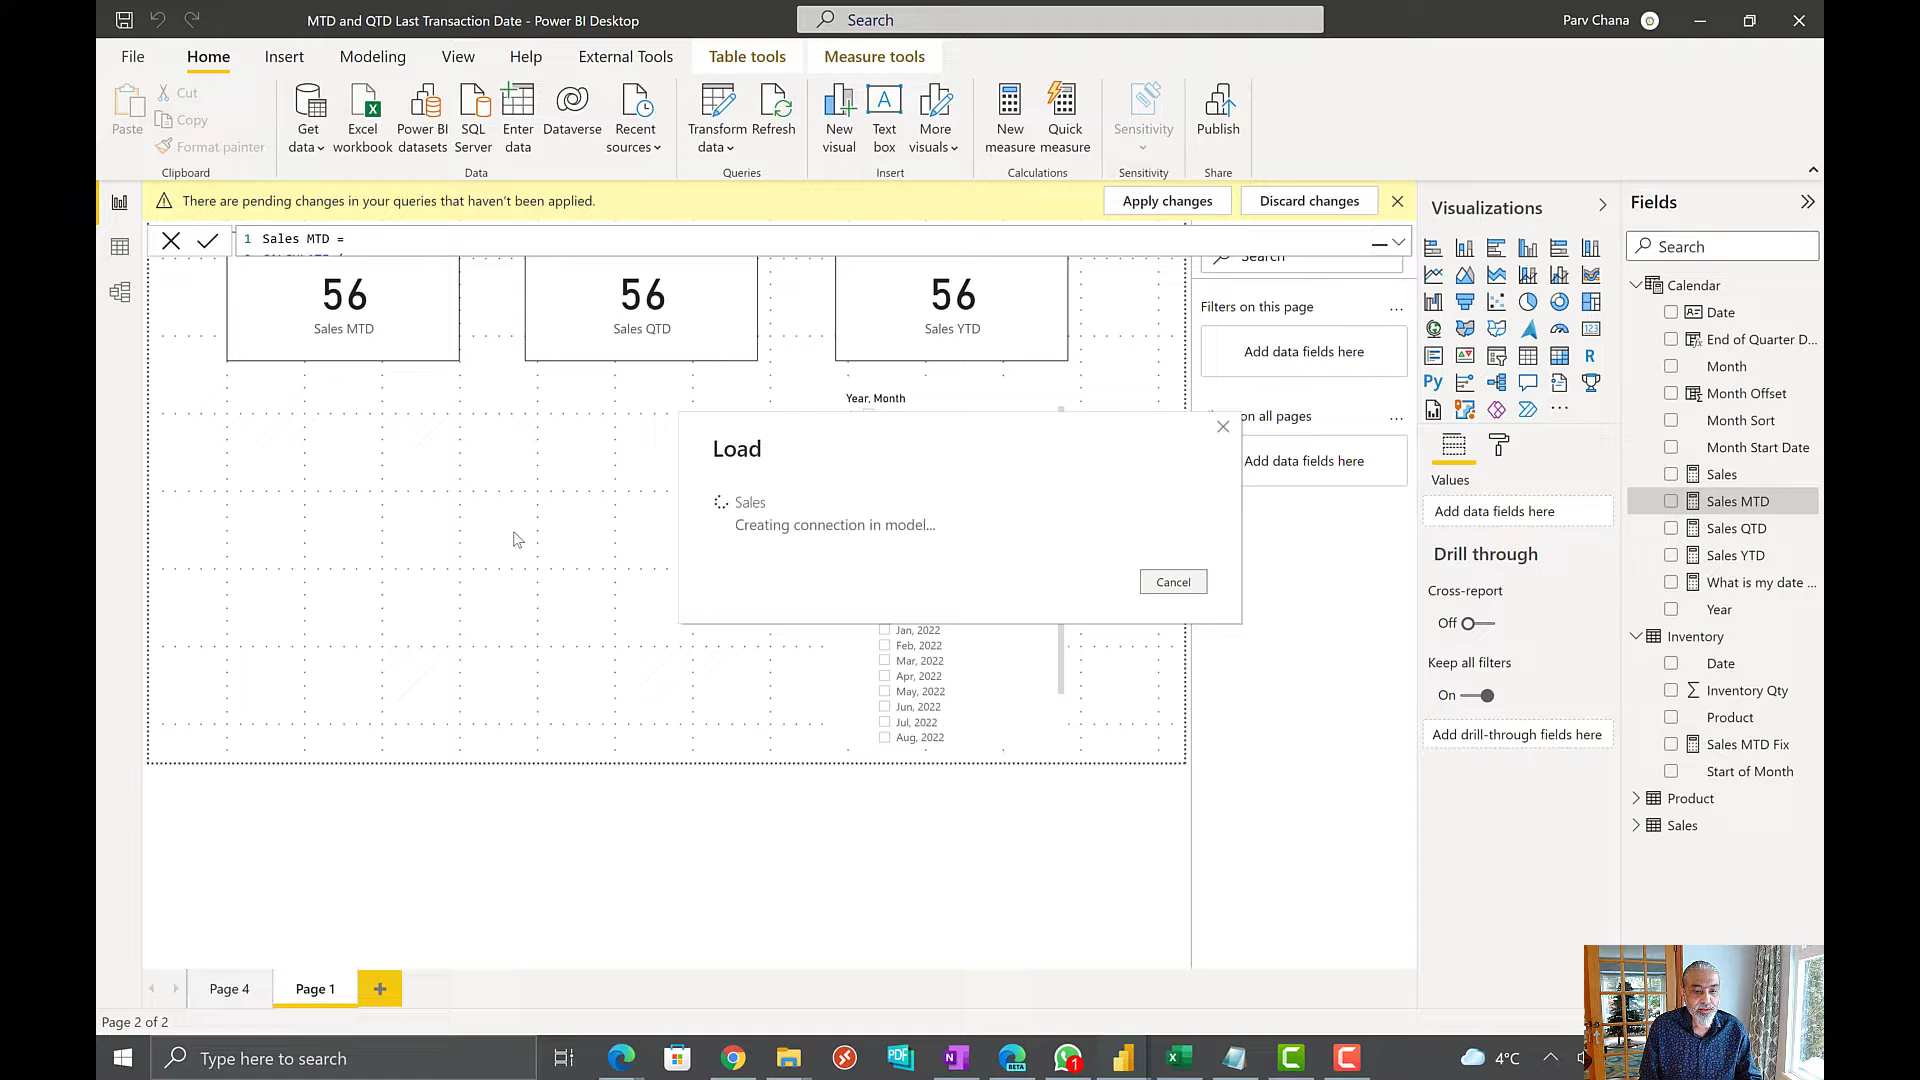 MTD and QTD Last Transaction Date - Power BI Desktop
Search
Parv Chana
File
Home
Insert
Modeling
View
Help
External Tools
Table tools
Measure tools
Paste
Cut
Copy
Format painter
Clipboard
Get data
Excel workbook
Power BI datasets
SQL Server
Enter data
Dataverse
Recent sources
Data
Transform data
Refresh
Queries
New visual
Text box
More visuals
Insert
New measure
Quick measure
Calculations
Sensitivity
Sensitivity
Publish
Share
There are pending changes in your queries that haven't been applied.
Apply changes
Discard changes
1 Sales MTD =
56
Sales MTD
56
Sales QTD
56
Sales YTD
Year, Month
Load
Sales
Creating connection in model...
Cancel
Jan, 2022
Feb, 2022
Mar, 2022
Apr, 2022
May, 2022
Jun, 2022
Jul, 2022
Aug, 2022
Search
Filters on this page
...
Add data fields here
on all pages
...
Add data fields here
Visualizations
R
Py
123
...
Values
Add data fields here
Drill through
Cross-report
Off
Keep all filters
On
Add drill-through fields here
Fields
Search
Calendar
Date
End of Quarter D...
Month
Month Offset
Month Sort
Month Start Date
Sales
Sales MTD
Sales QTD
Sales YTD
What is my date ...
Year
Inventory
Date
Inventory Qty
Product
Sales MTD Fix
Start of Month
Product
Sales
Page 4
Page 1
Page 2 of 2
Type here to search
PDF
N
BETA
1
4°C